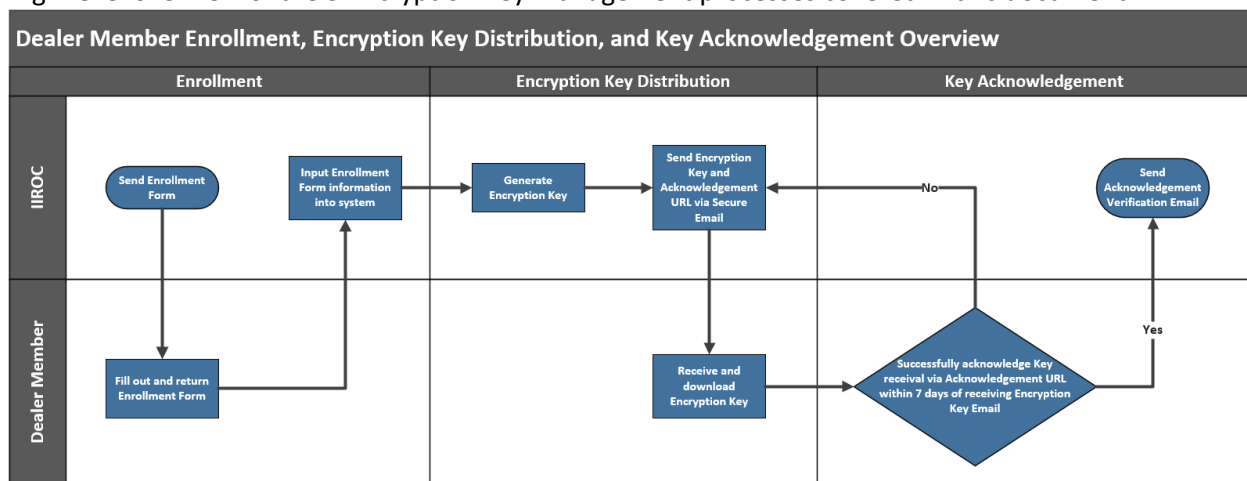 Dealer Member Enrollment, Encryption Key Distribution, and Key Acknowledgement Overview
Enrollment
Encryption Key Distribution
Key Acknowledgement
IIROC
Send Enrollment
Form
Input Enrollment
Form information
into system
Generate
Encryption Key
Send Encryption
Key and
Acknowledgement
URL via Secure
Email
No
Send
Acknowledgement
Verification Email
Dealer Member
Fill out and return
Enrollment Form
Receive and
download
Encryption Key
Successfully acknowledge Key
receival via Acknowledgement URL
within 7 days of receiving Encryption
Key Email
Yes